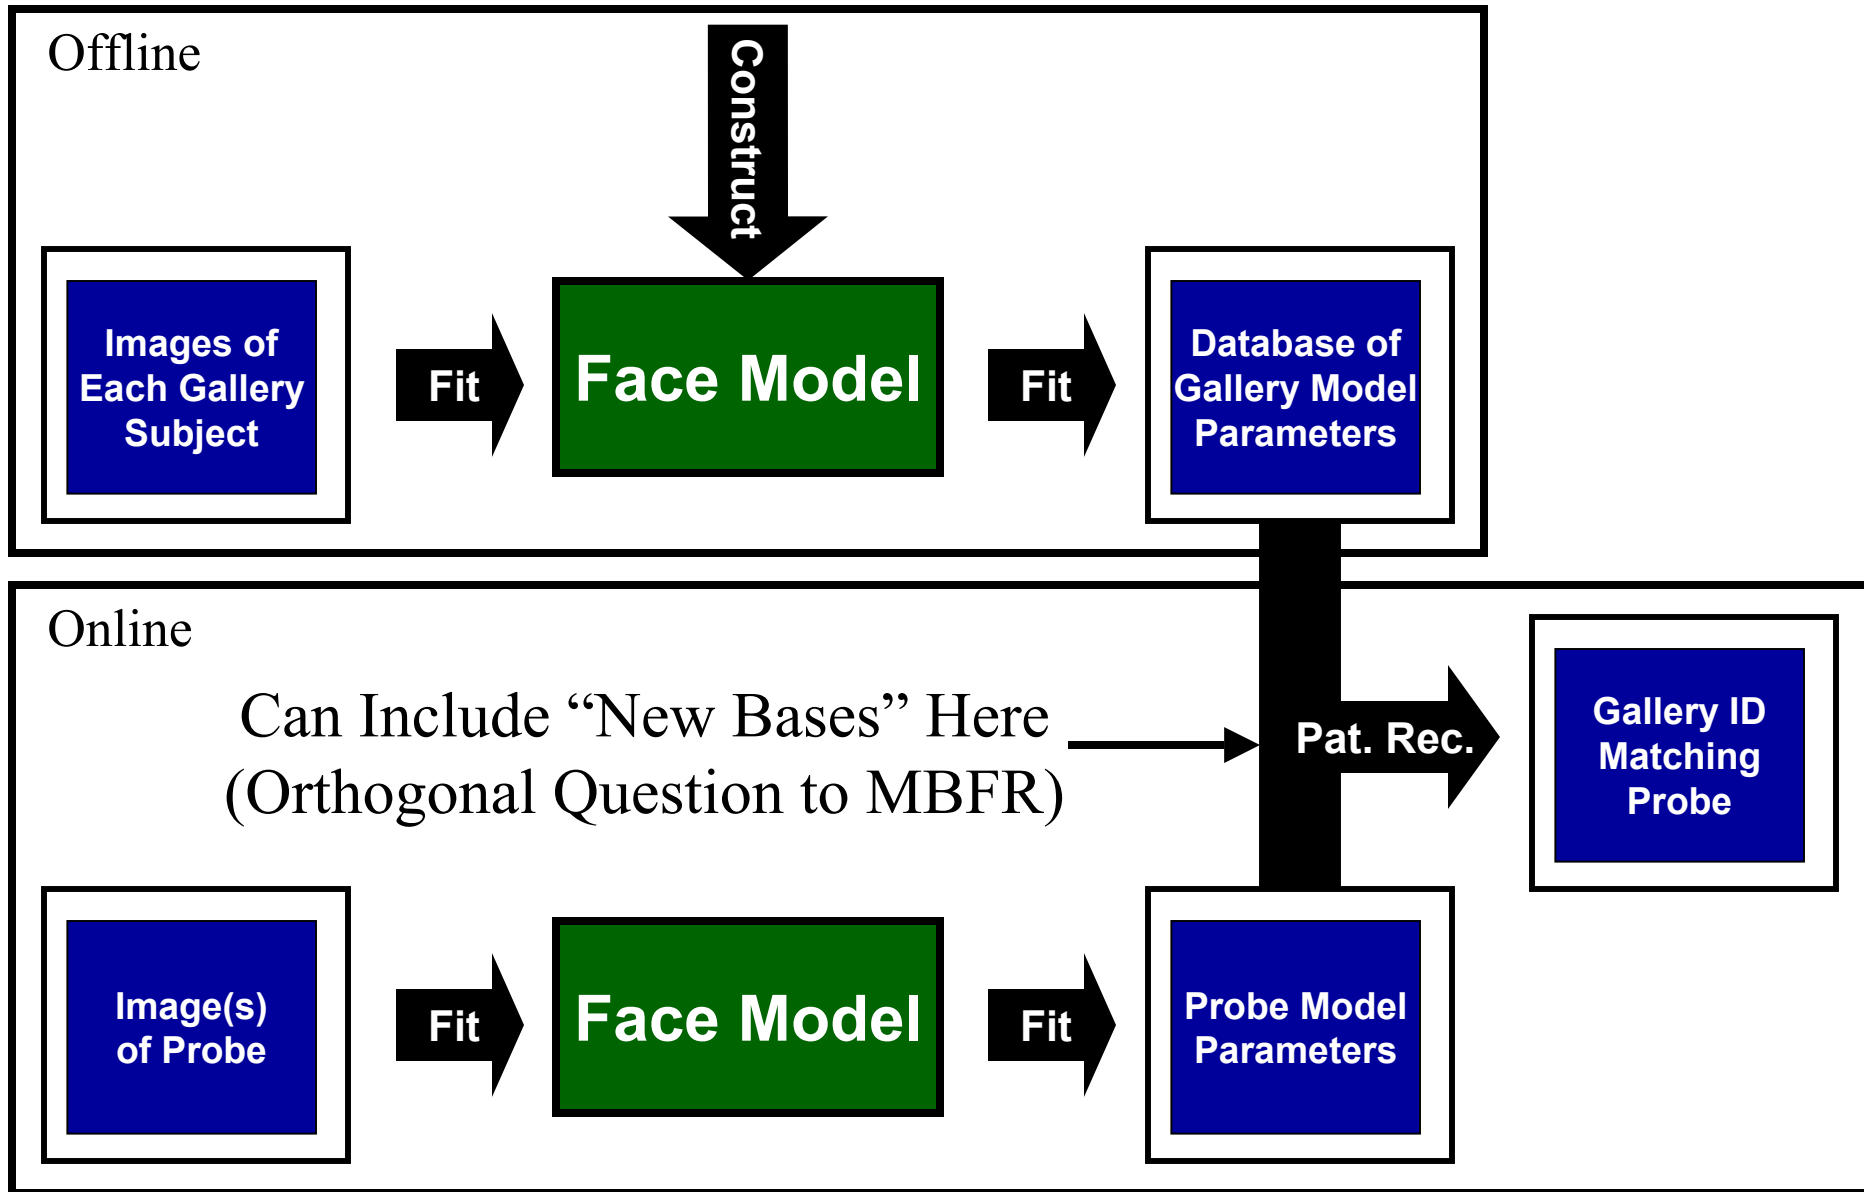 Offline
Construct
Images of
Each Gallery
Subject
Fit
Face Model
Fit
Database of
Gallery Model
Parameters
Online
Can Include “New Bases” Here
(Orthogonal Question to MBFR)
Pat. Rec.
Gallery ID
Matching
Probe
Image(s)
of Probe
Fit
Face Model
Fit
Probe Model
Parameters